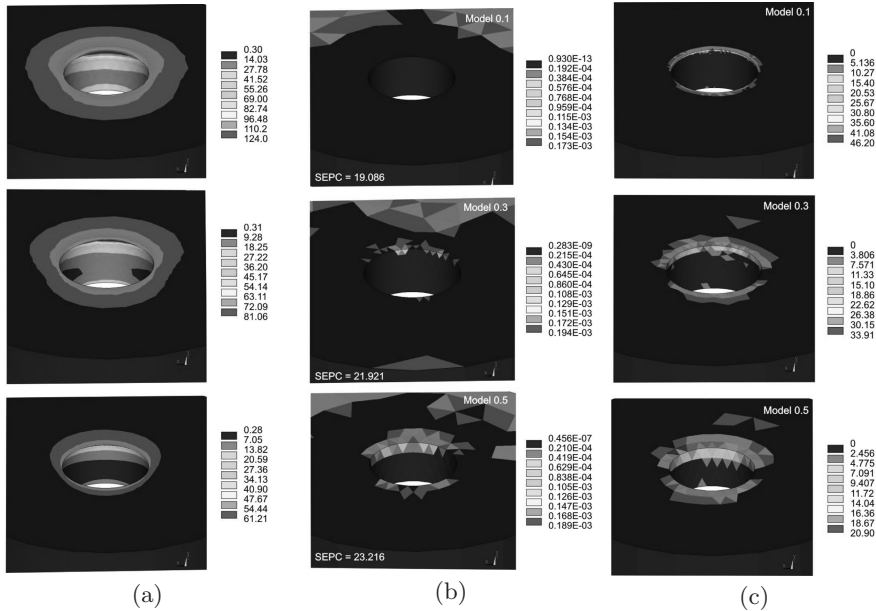 0.30
14.03
27.78
41.52
55.26
69.00
82.74
96.48
110.2
124.0
Model 0.1
SEPC = 19.086
0.930E-13
0.192E-04
0.384E-04
0.576E-04
0.768E-04
0.959E-04
0.115E-03
0.134E-03
0.154E-03
0.173E-03
Model 0.1
0
5.136
10.27
15.40
20.53
25.67
30.80
35.60
41.08
46.20
0.31
9.28
18.25
27.22
36.20
45.17
54.14
63.11
72.09
81.06
Model 0.3
SEPC = 21.921
0.283E-09
0.215E-04
0.430E-04
0.645E-04
0.860E-04
0.108E-03
0.129E-03
0.151E-03
0.172E-03
0.194E-03
Model 0.3
0
3.806
7.571
11.33
15.10
18.86
22.62
26.38
30.15
33.91
0.28
7.05
13.82
20.59
27.36
34.13
40.90
47.67
54.44
61.21
Model 0.5
SEPC = 23.216
0.456E-07
0.210E-04
0.419E-04
0.629E-04
0.838E-04
0.105E-03
0.126E-03
0.147E-03
0.168E-03
0.189E-03
Model 0.5
0
2.456
4.775
7.091
9.407
11.72
14.04
16.36
18.67
20.90
(a)
(b)
(c)